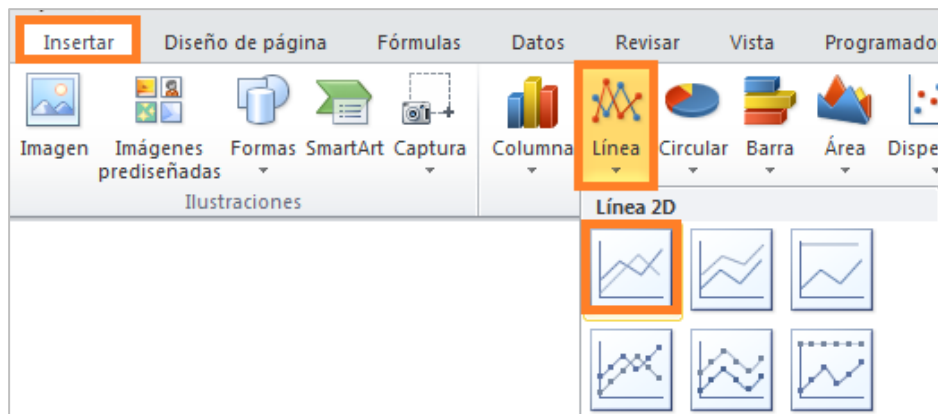 Insertar Diseño de página Fórmulas Datos Revisar Vista Programado
Imagen Imágenes prediseñadas Formas SmartArt Captura Columna Línea Circular Barra Área Dispe
Ilustraciones
Línea 2D